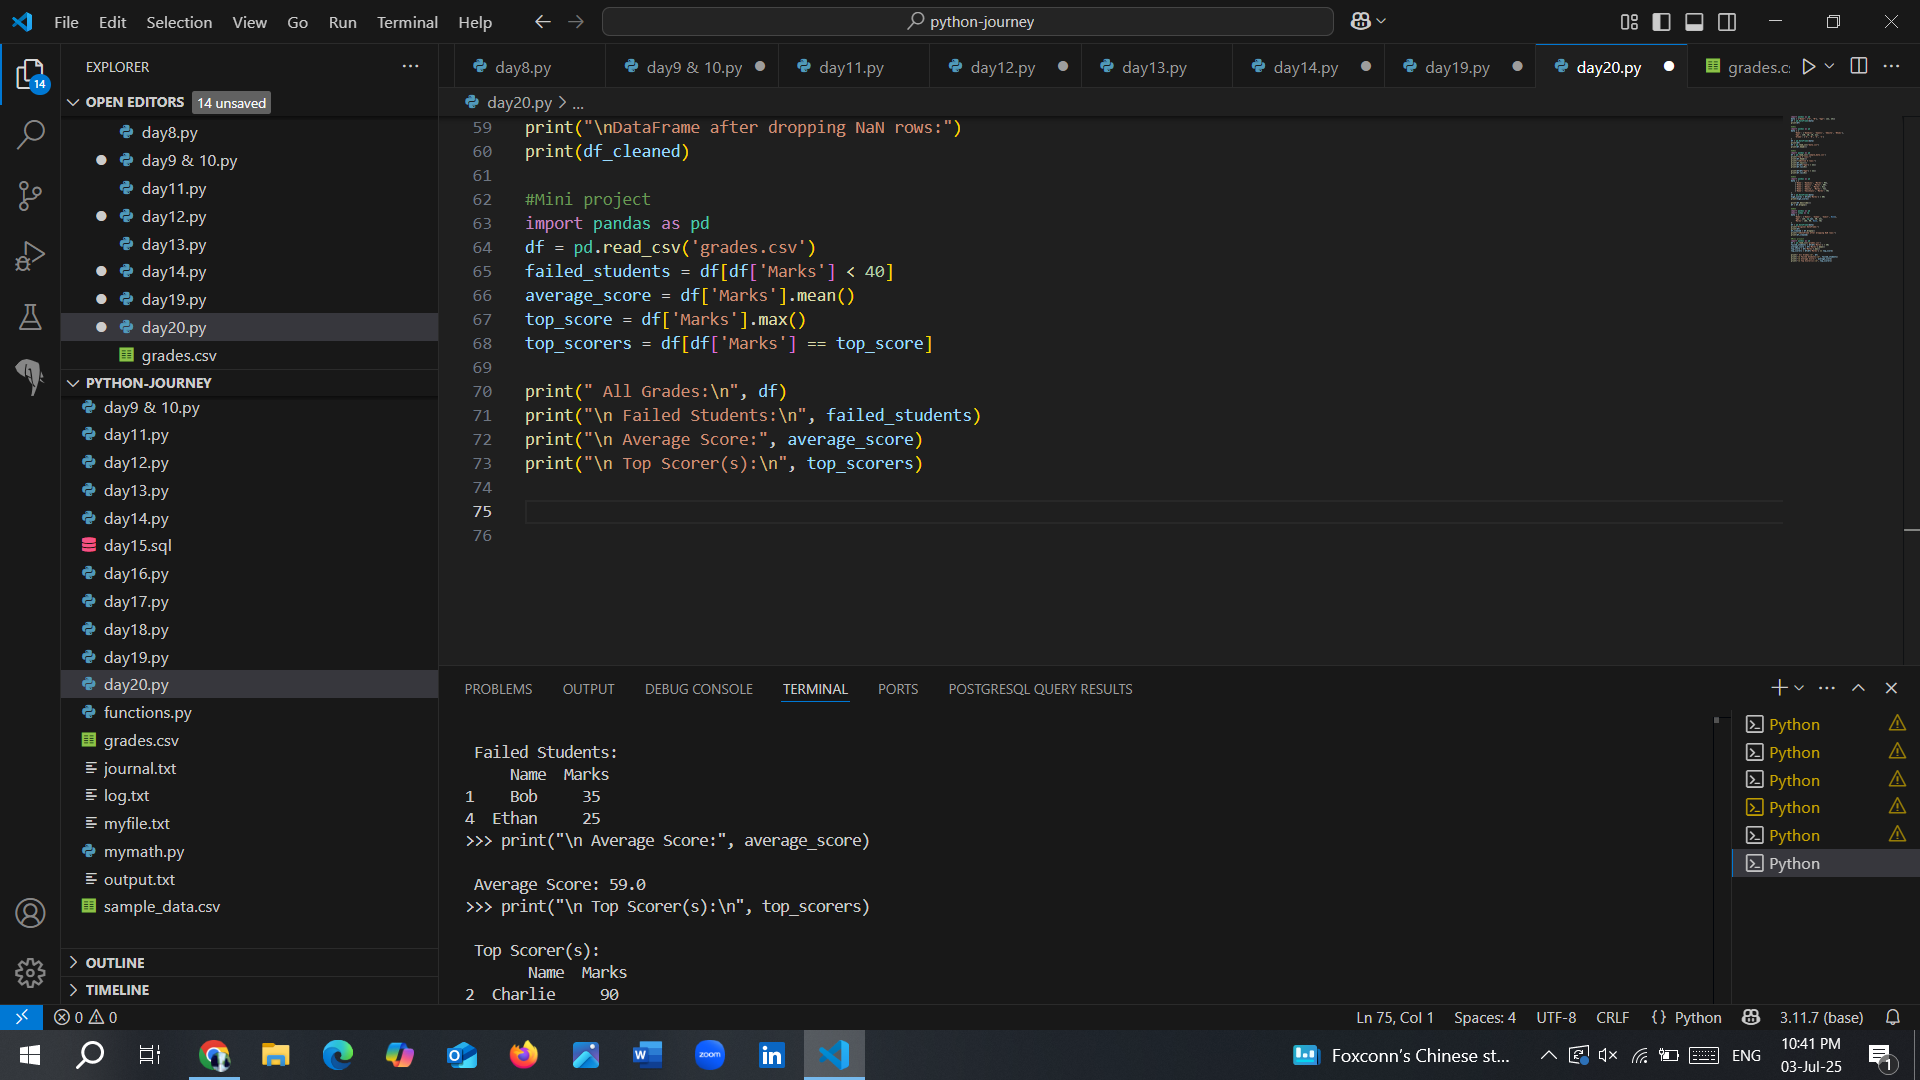 File Edit Selection View Go Run Terminal Help
python-journey
EXPLORER
14
OPEN EDITORS 14 unsaved
day8.py
day9 & 10.py
day11.py
day12.py
day13.py
day14.py
day19.py
day20.py
grades.csv
PYTHON-JOURNEY
day9 & 10.py
day11.py
day12.py
day13.py
day14.py
day15.sql
day16.py
day17.py
day18.py
day19.py
day20.py
functions.py
grades.csv
journal.txt
log.txt
myfile.txt
mymath.py
output.txt
sample_data.csv
OUTLINE
TIMELINE
day8.py day9 & 10.py day11.py day12.py day13.py day14.py day19.py day20.py grades.c
day20.py > ...
59 print("\nDataFrame after dropping NaN rows:")
60 print(df_cleaned)
61
62 #Mini project
63 import pandas as pd
64 df = pd.read_csv('grades.csv')
65 failed_students = df[df['Marks'] < 40]
66 average_score = df['Marks'].mean()
67 top_score = df['Marks'].max()
68 top_scorers = df[df['Marks'] == top_score]
69
70 print(" All Grades:\n", df)
71 print("\n Failed Students:\n", failed_students)
72 print("\n Average Score:", average_score)
73 print("\n Top Scorer(s):\n", top_scorers)
74
75
76
PROBLEMS OUTPUT DEBUG CONSOLE TERMINAL PORTS POSTGRESQL QUERY RESULTS
Failed Students:
Name Marks
1 Bob 35
4 Ethan 25
>>> print("\n Average Score:", average_score)
Average Score: 59.0
>>> print("\n Top Scorer(s):\n", top_scorers)
Top Scorer(s):
Name Marks
2 Charlie 90
Python
Python
Python
Python
Python
Python
0 0
Ln 75, Col 1 Spaces: 4 UTF-8 CRLF {} Python 3.11.7 (base)
zoom
Foxconn's Chinese st...
ENG
10:41 PM
03-Jul-25
1